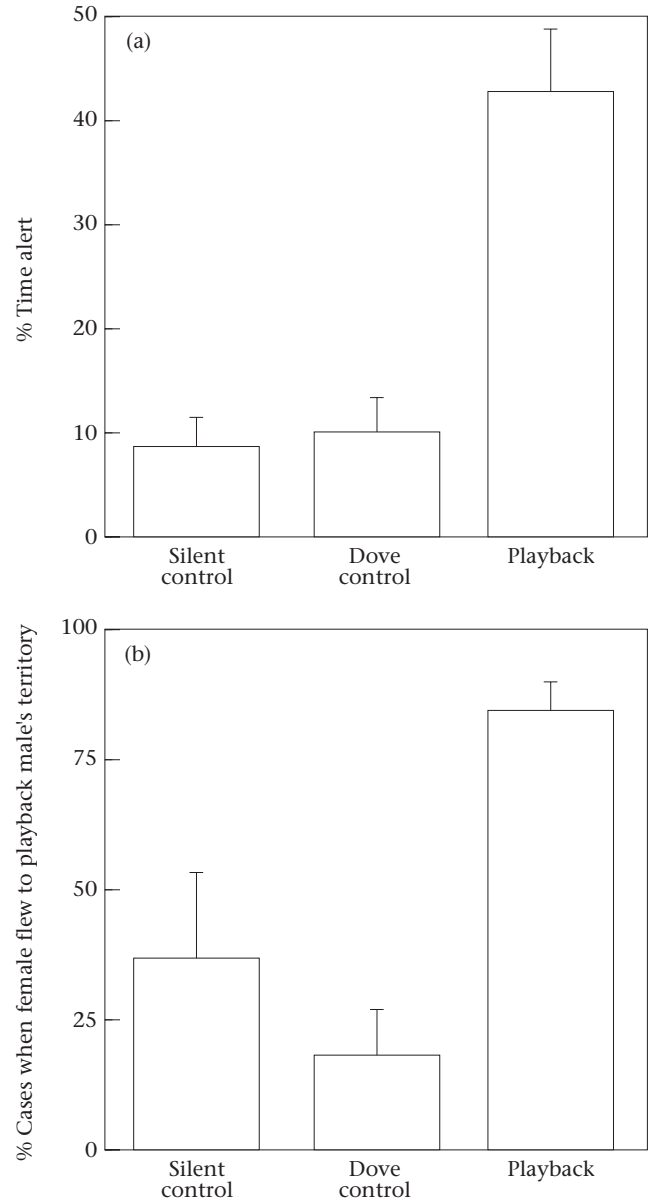 50
(a)
40
30
20
10
0
% Time alert
Silent
control
Dove
control
Playback
100
(b)
75
50
25
0
% Cases when female flew to playback male's territory
Silent
control
Dove
control
Playback